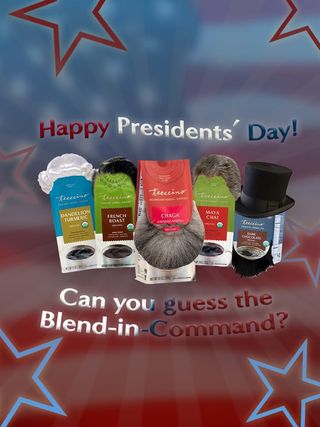 Happy Presidents´ Day!
teeccino
DANDELION
TURMERIC
teeccino
FRENCH
ROAST
teeccino
CHAGA
teeccino
MAYA
CHAI
teeccino
DARK
CHOCOLATE
Can you guess the
Blend-in-Command?